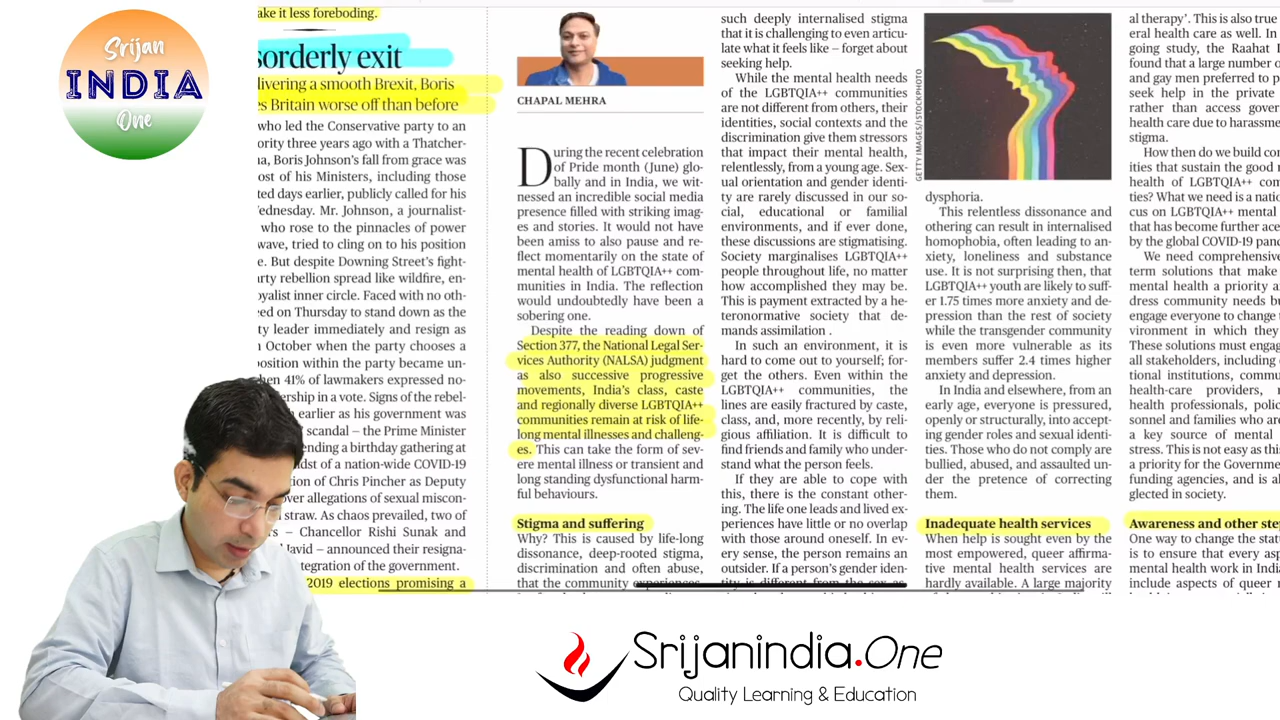 Srijan
INDIA
One
ake it less foreboding.
sorderly exit
livering a smooth Brexit, Boris
es Britain worse off than before
who led the Conservative party to an
ority three years ago with a Thatcher-
na, Boris Johnson's fall from grace was
ost of his Ministers, including those
ted days earlier, publicly called for his
ednesday. Mr. Johnson, a journalist-
who rose to the pinnacles of power
wave, tried to cling on to his position
e. But despite Downing Street's fight-
arty rebellion spread like wildfire, en-
oyalist inner circle. Faced with no oth-
ed on Thursday to stand down as the
ty leader immediately and resign as
n October when the party chooses a
position within the party became un-
hen 41% of lawmakers expressed no-
ership in a vote. Signs of the rebel-
earlier as his government was
scandal – the Prime Minister
ending a birthday gathering at
idst of a nation-wide COVID-19
tion of Chris Pincher as Deputy
over allegations of sexual miscon-
straw. As chaos prevailed, two of
rs – Chancellor Rishi Sunak and
Javid – announced their resigna-
tegration of the government.
2019 elections promising a
CHAPAL MEHRA
During the recent celebration
of Pride month (June) glo-
bally and in India, we wit-
nessed an incredible social media
presence filled with striking imag-
es and stories. It would not have
been amiss to also pause and re-
flect momentarily on the state of
mental health of LGBTQIA++ com-
munities in India. The reflection
would undoubtedly have been a
sobering one.
Despite the reading down of
Section 377, the National Legal Ser-
vices Authority (NALSA) judgment
as also successive progressive
movements, India's class, caste
and regionally diverse LGBTQIA++
communities remain at risk of life-
long mental illnesses and challeng-
es. This can take the form of sev-
ere mental illness or transient and
long standing dysfunctional harm-
ful behaviours.
Stigma and suffering
Why? This is caused by life-long
dissonance, deep-rooted stigma,
discrimination and often abuse,
that the community experiences.
such deeply internalised stigma
that it is challenging to even articu-
late what it feels like – forget about
seeking help.
While the mental health needs
of the LGBTQIA++ communities
are not different from others, their
identities, social contexts and the
discrimination give them stressors
that impact their mental health,
relentlessly, from a young age. Sex-
ual orientation and gender identi-
ty are rarely discussed in our so-
cial, educational or familial
environments, and if ever done,
these discussions are stigmatising.
Society marginalises LGBTQIA++
people throughout life, no matter
how accomplished they may be.
This is payment extracted by a he-
teronormative society that de-
mands assimilation .
In such an environment, it is
hard to come out to yourself; for-
get the others. Even within the
LGBTQIA++ communities, the
lines are easily fractured by caste,
class, and, more recently, by reli-
gious affiliation. It is difficult to
find friends and family who under-
stand what the person feels.
If they are able to cope with
this, there is the constant other-
ing. The life one leads and lived ex-
periences have little or no overlap
with those around oneself. In ev-
ery sense, the person remains an
outsider. If a person's gender iden-
tity is different from the sex as-
GETTY IMAGES/ISTOCKPHOTO
dysphoria.
This relentless dissonance and
othering can result in internalised
homophobia, often leading to an-
xiety, loneliness and substance
use. It is not surprising then, that
LGBTQIA++ youth are likely to suff-
er 1.75 times more anxiety and de-
pression than the rest of society
while the transgender community
is even more vulnerable as its
members suffer 2.4 times higher
anxiety and depression.
In India and elsewhere, from an
early age, everyone is pressured,
openly or structurally, into accept-
ing gender roles and sexual identi-
ties. Those who do not comply are
bullied, abused, and assaulted un-
der the pretence of correcting
them.
Inadequate health services
When help is sought even by the
most empowered, queer affirma-
tive mental health services are
hardly available. A large majority
al therapy'. This is also true
eral health care as well. In
going study, the Raahat
found that a large number o
and gay men preferred to p
seek help in the private
rather than access govern
health care due to harassme
stigma.
How then do we build com
ities that sustain the good
health of LGBTQIA++ com
ties? What we need is a natio
cus on LGBTQIA++ mental
that has become further ace
by the global COVID-19 pan
We need comprehensive
term solutions that make
mental health a priority a
dress community needs bu
engage everyone to change
vironment in which they
These solutions must engag
all stakeholders, including
tional institutions, commu
health-care providers,
health professionals, polic
sonnel and families who are
a key source of mental
stress. This is not easy as this
a priority for the Governme
funding agencies, and is al
glected in society.
Awareness and other step
One way to change the statu
is to ensure that every asp
mental health work in India
include aspects of queer
Srijanindia.One
Quality Learning & Education